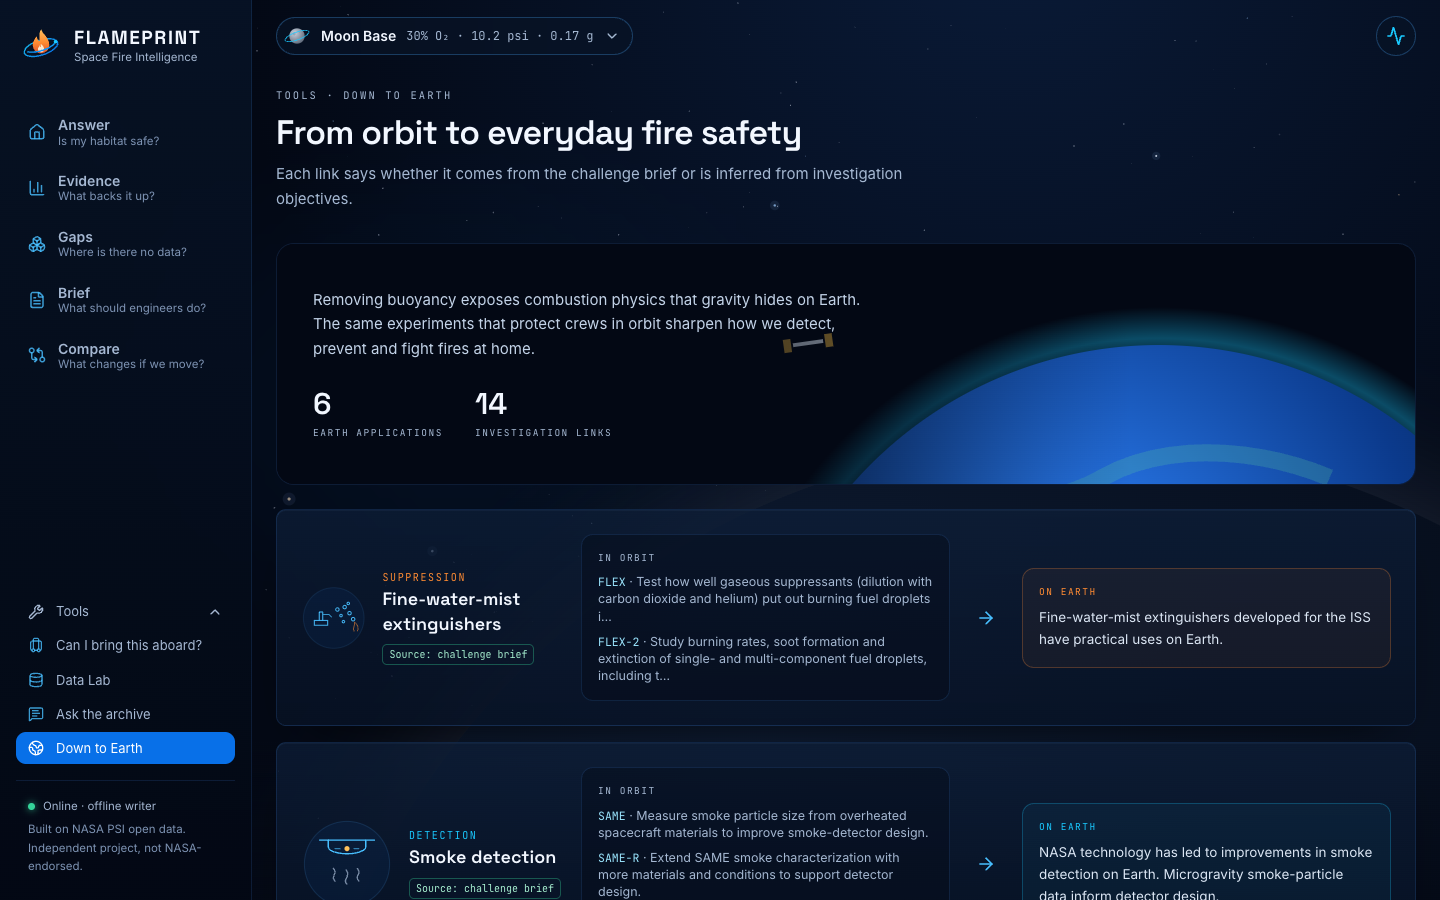 FLAMEPRINT
Space Fire Intelligence
Answer
Is my habitat safe?
Evidence
What backs it up?
Gaps
Where is there no data?
Brief
What should engineers do?
Compare
What changes if we move?
Tools
Can I bring this aboard?
Data Lab
Ask the archive
Down to Earth
Online · offline writer
Built on NASA PSI open data.
Independent project, not NASA-
endorsed.
Moon Base 30% O₂ · 10.2 psi · 0.17 g
TOOLS · DOWN TO EARTH
From orbit to everyday fire safety
Each link says whether it comes from the challenge brief or is inferred from investigation
objectives.
Removing buoyancy exposes combustion physics that gravity hides on Earth.
The same experiments that protect crews in orbit sharpen how we detect,
prevent and fight fires at home.
6
EARTH APPLICATIONS
14
INVESTIGATION LINKS
SUPPRESSION
Fine-water-mist
extinguishers
Source: challenge brief
IN ORBIT
FLEX · Test how well gaseous suppressants (dilution with
carbon dioxide and helium) put out burning fuel droplets
i...
FLEX-2 · Study burning rates, soot formation and
extinction of single- and multi-component fuel droplets,
including t...
ON EARTH
Fine-water-mist extinguishers developed for the ISS
have practical uses on Earth.
DETECTION
Smoke detection
Source: challenge brief
IN ORBIT
SAME · Measure smoke particle size from overheated
spacecraft materials to improve smoke-detector design.
SAME-R · Extend SAME smoke characterization with
more materials and conditions to support detector
design.
ON EARTH
NASA technology has led to improvements in smoke
detection on Earth. Microgravity smoke-particle
data inform detector design.